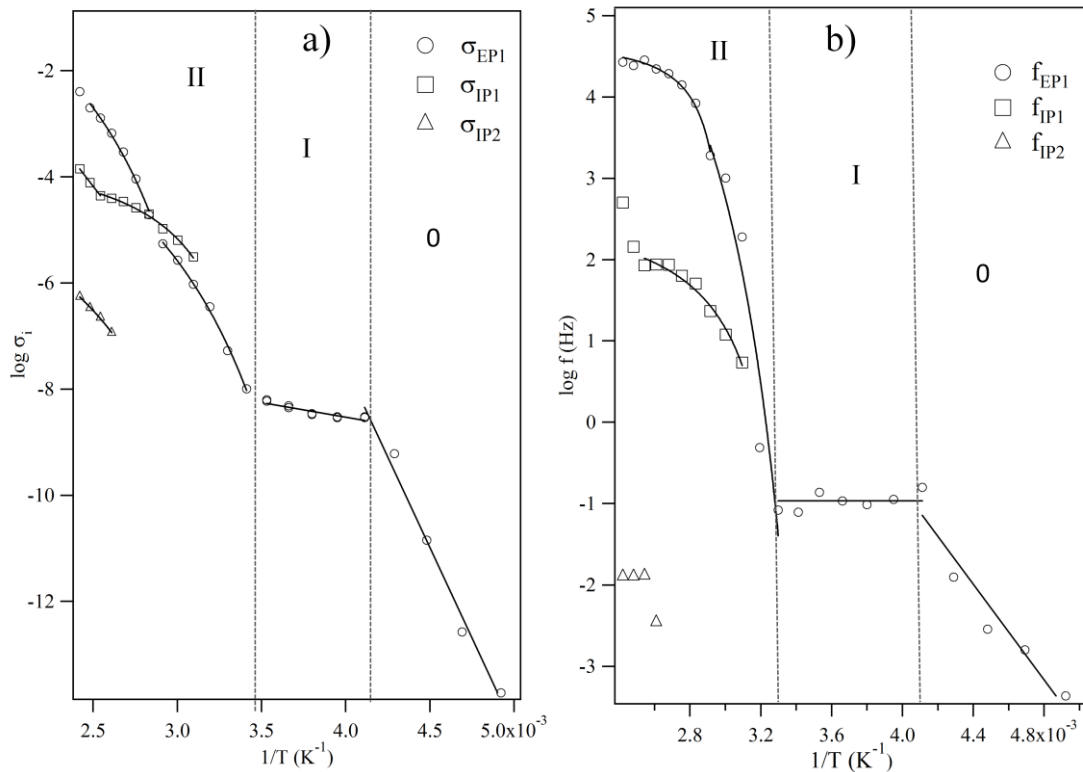 a)
II
I
0
σEP1
σIP1
σIP2
-2
-4
-6
-8
-10
-12
log σi
2.5 3.0 3.5 4.0 4.5 5.0x10-3
1/T (K-1)
b)
II
I
0
fEP1
fIP1
fIP2
5
4
3
2
1
0
-1
-2
-3
log f (Hz)
2.8 3.2 3.6 4.0 4.4 4.8x10-3
1/T (K-1)